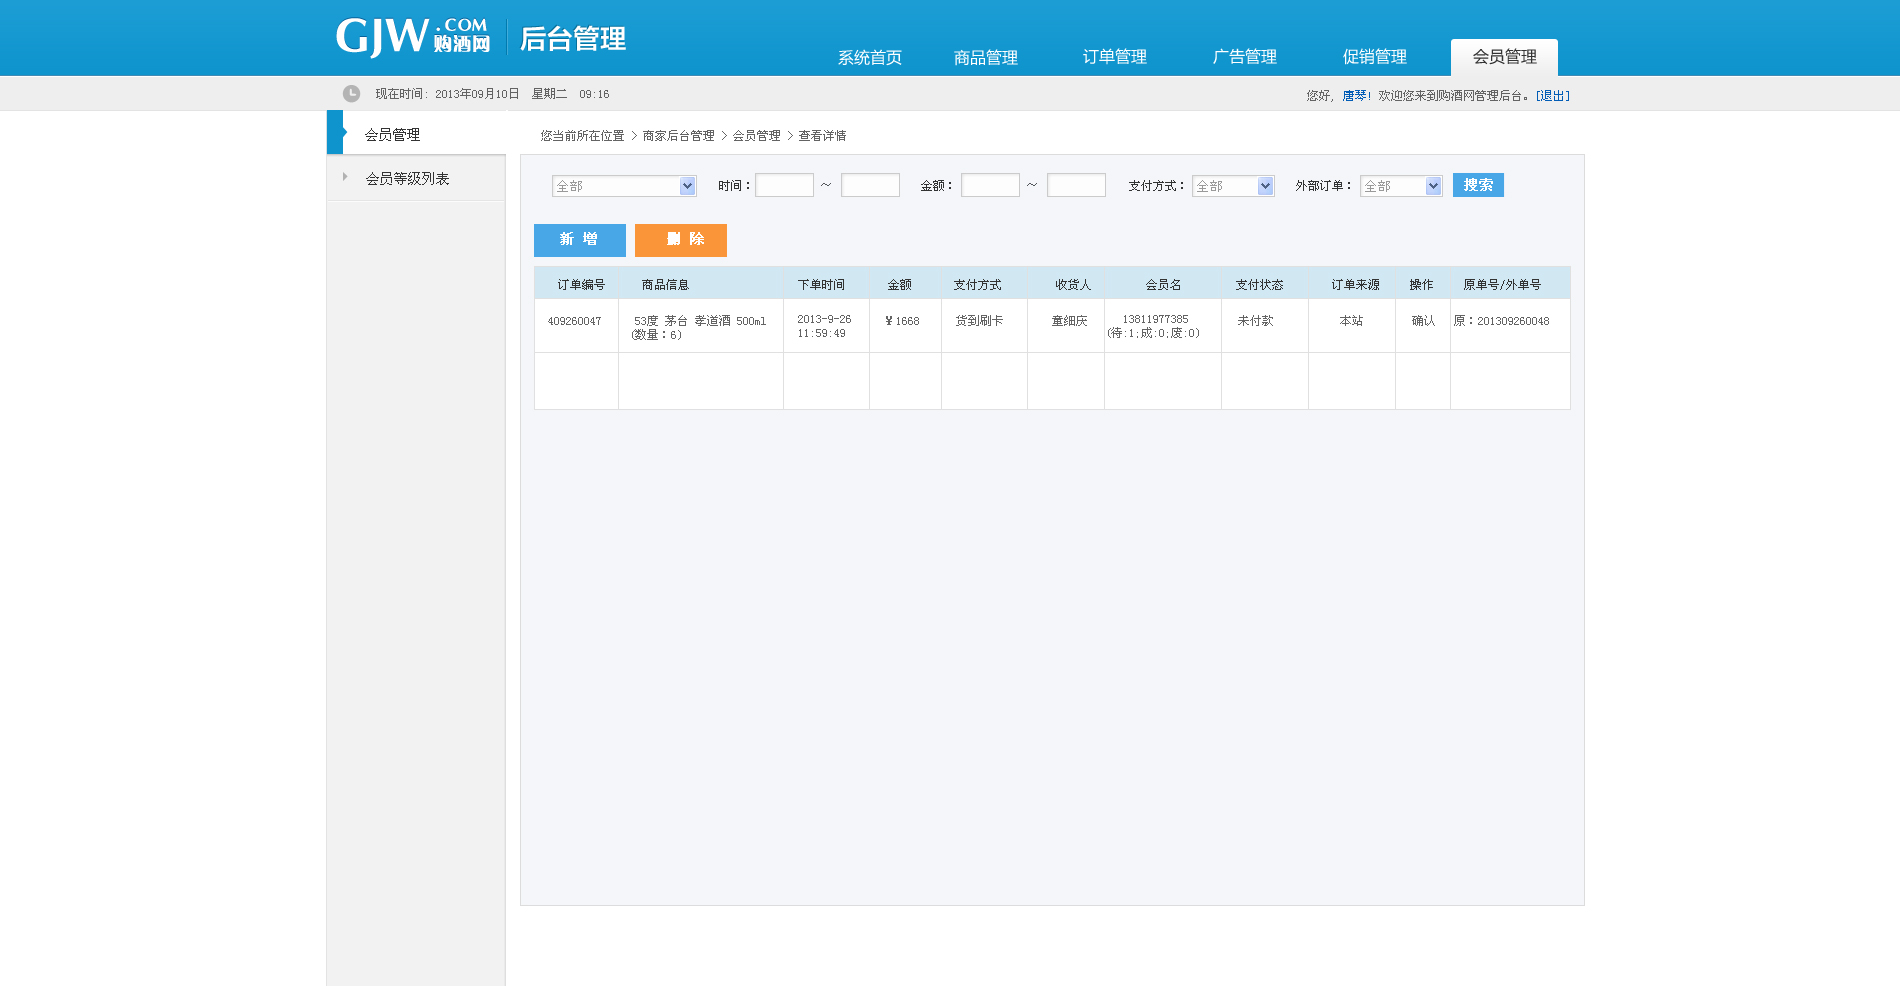 GJW.COM 购酒网 后台管理
系统首页 商品管理 订单管理 广告管理 促销管理 会员管理
现在时间：2013年09月10日 星期二 09:16
您好，唐琴！欢迎您来到购酒网管理后台。[退出]
会员管理
会员等级列表
您当前所在位置 > 商家后台管理 > 会员管理 > 查看详情
全部 时间： ~ 金额： ~ 支付方式： 全部 外部订单： 全部 搜索
新 增 删 除
订单编号 商品信息 下单时间 金额 支付方式 收货人 会员名 支付状态 订单来源 操作 原单号/外单号
409260047 53度 茅台 孝道酒 500ml (数量：6) 2013-9-26 11:59:49 ¥1668 货到刷卡 童细庆 13811977385 (待:1;成:0;废:0) 未付款 本站 确认 原：201309260048